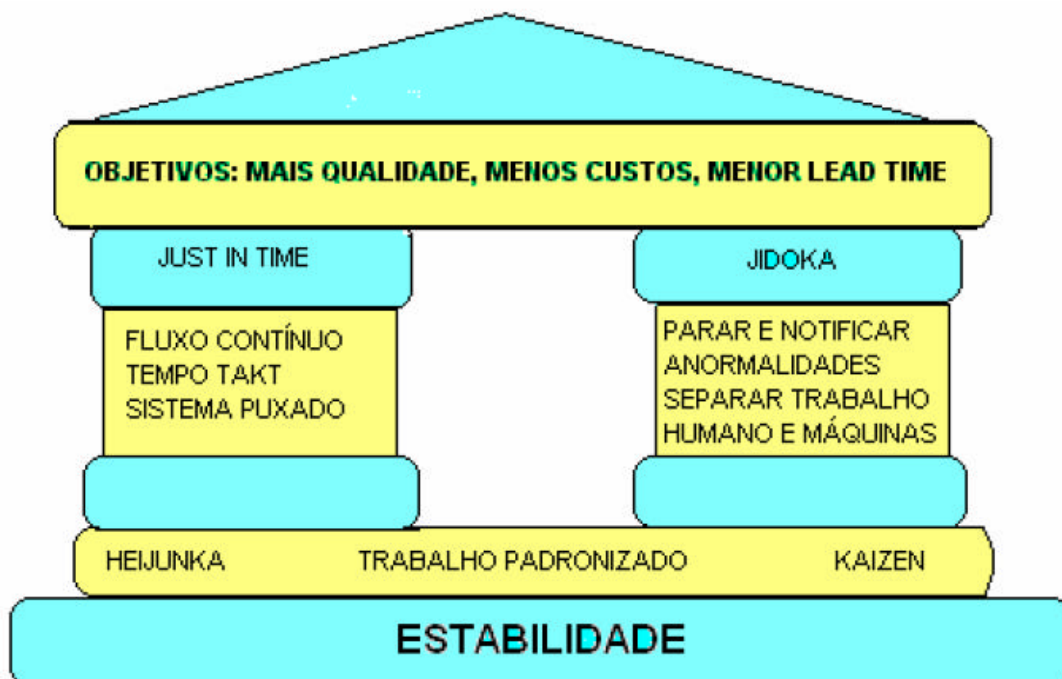 OBJETIVOS: MAIS QUALIDADE, MENOS CUSTOS, MENOR LEAD TIME
JUST IN TIME
FLUXO CONTÍNUO
TEMPO TAKT
SISTEMA PUXADO
JIDOKA
PARAR E NOTIFICAR
ANORMALIDADES
SEPARAR TRABALHO
HUMANO E MÁQUINAS
HEIJUNKA TRABALHO PADRONIZADO KAIZEN
ESTABILIDADE